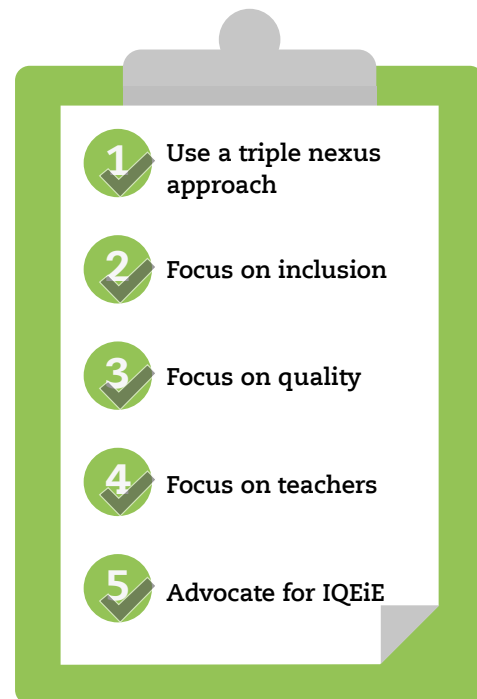 1 Use a triple nexus
approach
2 Focus on inclusion
3 Focus on quality
4 Focus on teachers
5 Advocate for IQEiE